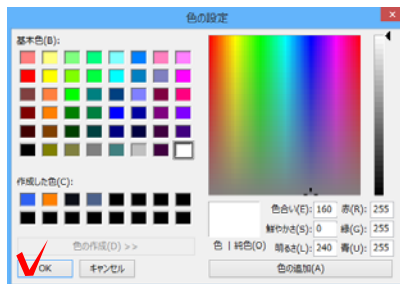 色の設定
基本色(B):
作成した色(C):
色の作成(D) >>
OK
キャンセル
色 | 純色(O)
色合い(E): 160
赤(R): 255
鮮やかさ(S): 0
緑(G): 255
明るさ(L): 240
青(U): 255
色の追加(A)